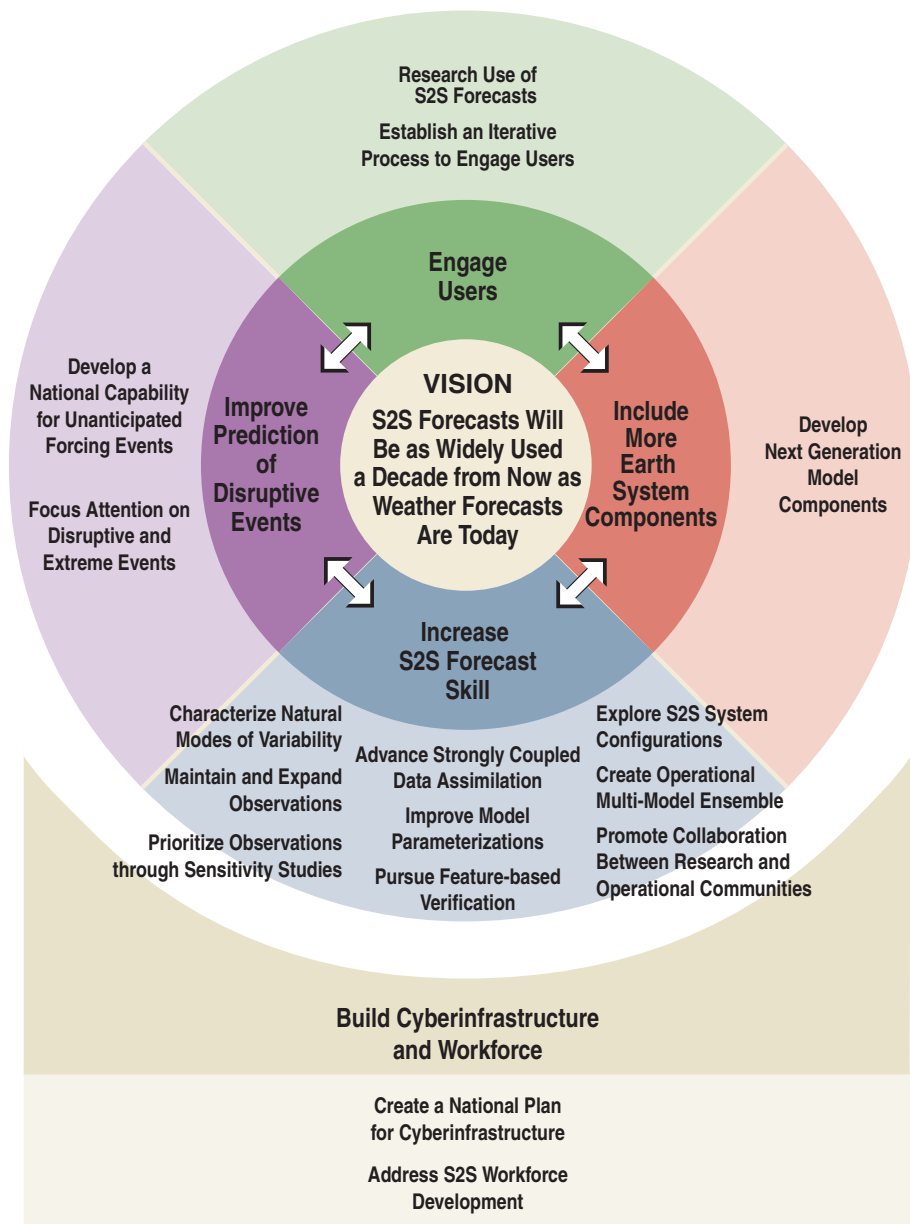 Research Use of
S2S Forecasts
Establish an Iterative
Process to Engage Users
Engage
Users
Develop a
National Capability
for Unanticipated
Forcing Events
Focus Attention on
Disruptive and
Extreme Events
Improve
Prediction
of
Disruptive
Events
VISION
S2S Forecasts Will
Be as Widely Used
a Decade from Now as
Weather Forecasts
Are Today
Include
More
Earth
System
Components
Develop
Next Generation
Model
Components
Increase
S2S Forecast
Skill
Characterize Natural
Modes of Variability
Maintain and Expand
Observations
Prioritize Observations
through Sensitivity Studies
Advance Strongly Coupled
Data Assimilation
Improve Model
Parameterizations
Pursue Feature-based
Verification
Explore S2S System
Configurations
Create Operational
Multi-Model Ensemble
Promote Collaboration
Between Research and
Operational Communities
Build Cyberinfrastructure
and Workforce
Create a National Plan
for Cyberinfrastructure
Address S2S Workforce
Development